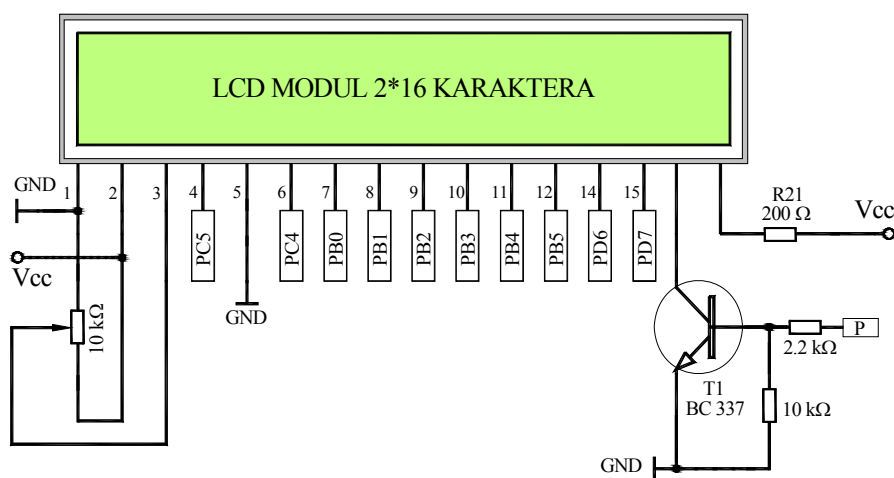 LCD MODUL 2*16 KARAKTERA
GND
1
2
3
4
5
6
7
8
9
10
11
12
14
15
R21
200 Ω
Vcc
PC5
PC4
PB0
PB1
PB2
PB3
PB4
PB5
PD6
PD7
Vcc
GND
10 kΩ
2.2 kΩ
P
T1
BC 337
10 kΩ
GND